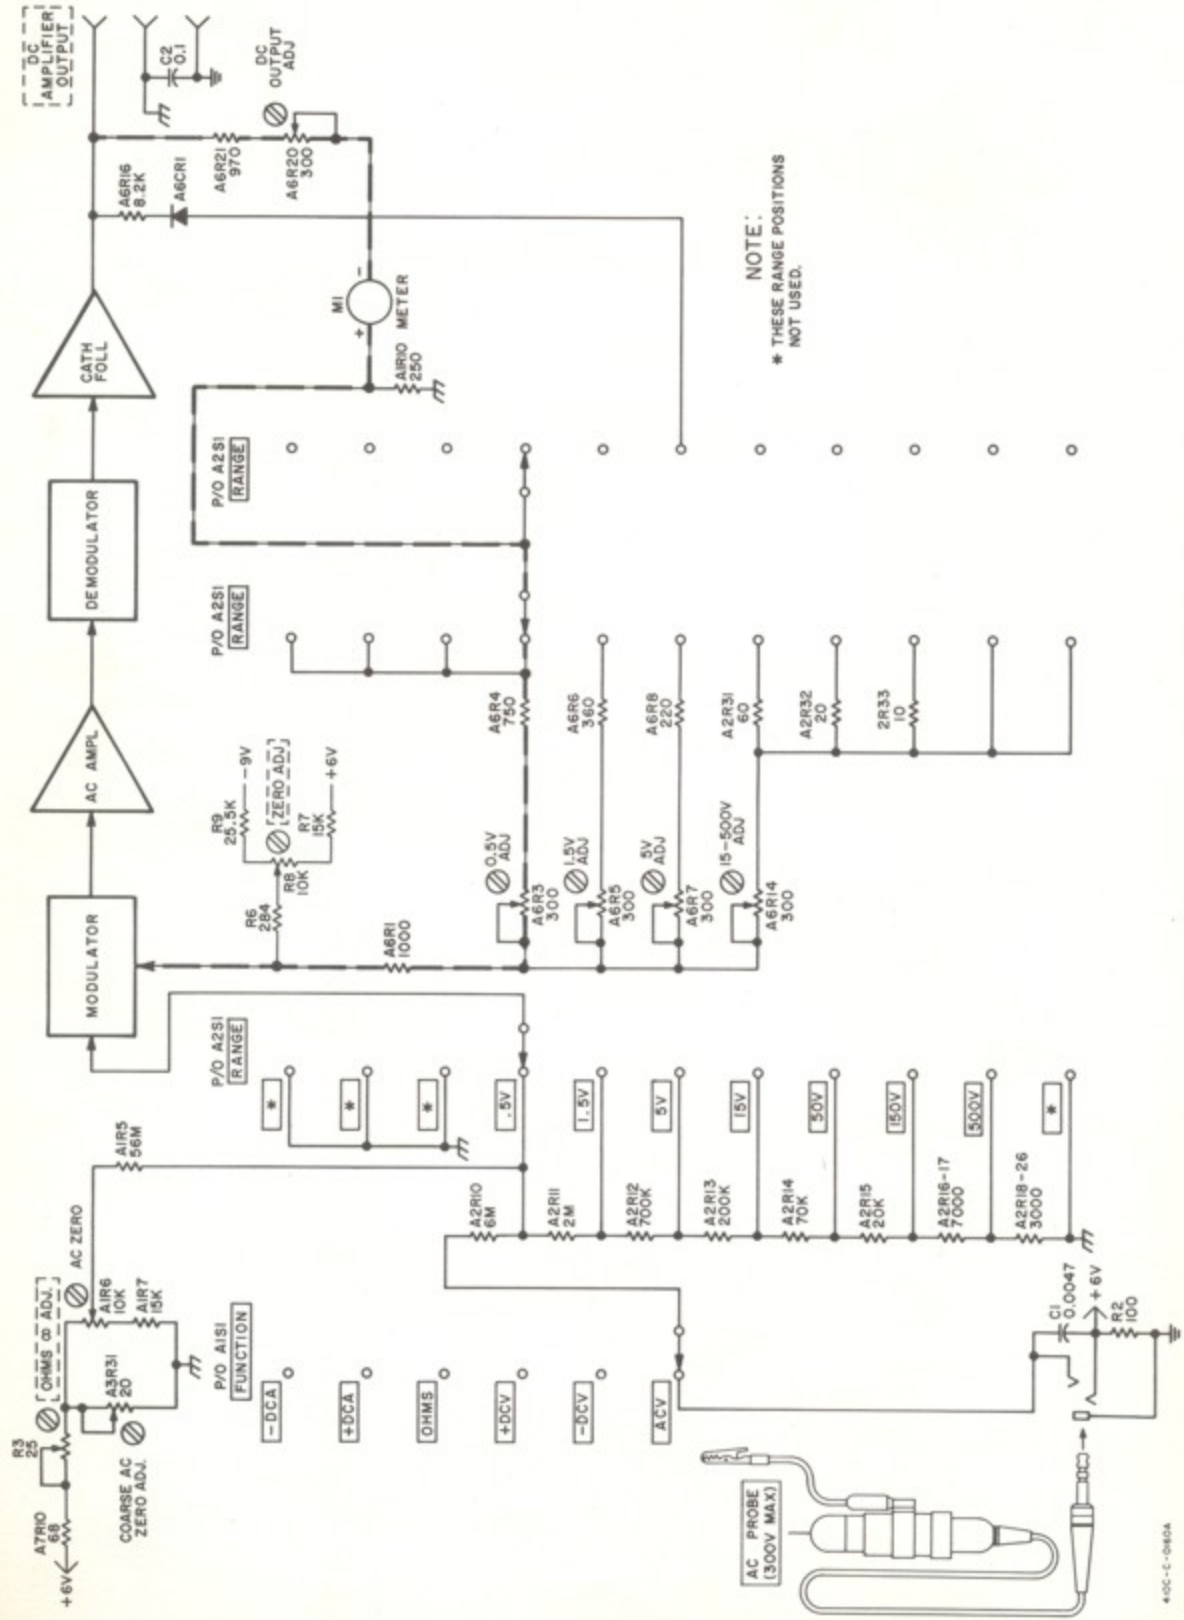 DC
AMPLIFIER
OUTPUT
C2
0.1
DC
OUTPUT
ADJ
A6R16
8.2K
A6CR1
A6R21
970
A6R20
300
CATH
FOLL
M1
METER
+
-
A1R10
250
NOTE:
* THESE RANGE POSITIONS
NOT USED.
P/O A2S1
RANGE
DEMODULATOR
P/O A2S1
RANGE
AC AMPL
A6R4
750
A6R6
360
A6R8
220
A2R31
60
A2R32
20
2R33
10
R9
25.5K
-9V
ZERO ADJ
R7
15K
+6V
R8
10K
R6
284
0.5V
ADJ
1.5V
ADJ
5V
ADJ
15-500V
ADJ
A6R3
300
A6R5
300
A6R7
300
A6R14
300
A6R1
1000
MODULATOR
P/O A2S1
RANGE
*
*
*
.5V
1.5V
5V
15V
50V
150V
500V
*
A1R5
56M
A2R10
6M
A2R11
2M
A2R12
700K
A2R13
200K
A2R14
70K
A2R15
20K
A2R16-17
7000
A2R18-26
3000
AC ZERO
OHMS ∞ ADJ.
A1R6
10K
A1R7
15K
A3R31
20
R3
25
COARSE AC
ZERO ADJ.
A7R10
68
+6V
P/O A1S1
FUNCTION
-DCA
+DCA
OHMS
+DCV
-DCV
ACV
C1
0.0047
+6V
R2
100
AC PROBE
(300V MAX)
410C-C-0160A